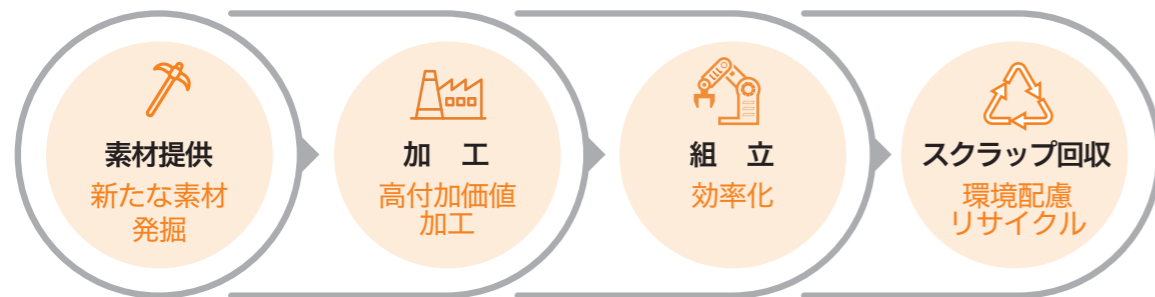 素材提供
新たな素材
発掘
加　工
高付加価値
加工
組　立
効率化
スクラップ回収
環境配慮
リサイクル